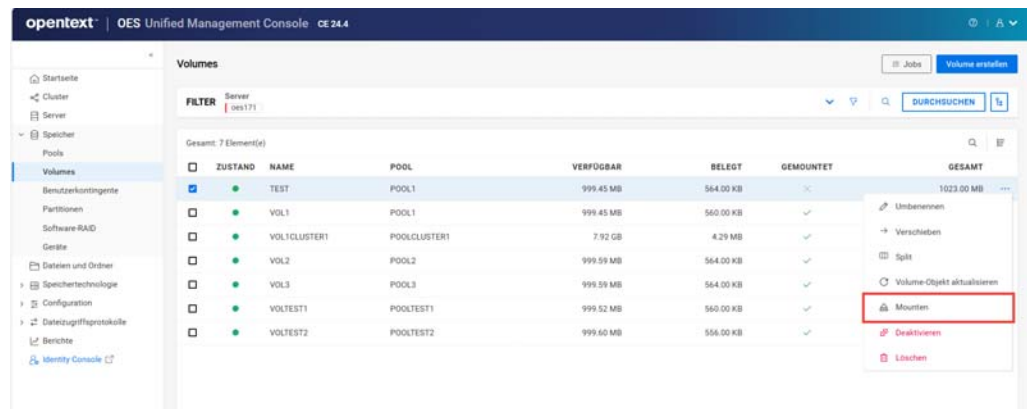 opentext™ | OES Unified Management Console CE 24.4
Volumes
Jobs
Volume erstellen
Startseite
Cluster
Server
Speicher
Pools
Volumes
Benutzerkontingente
Partitionen
Software-RAID
Geräte
Dateien und Ordner
Speichertechnologie
Configuration
Dateizugriffsprotokolle
Berichte
Identity Console
FILTER
Server
oes171
DURCHSUCHEN
Gesamt: 7 Element(e)
ZUSTAND NAME POOL VERFÜGBAR BELEGT GEMOUNTET GESAMT
TEST POOL1 999.45 MB 564.00 KB 1023.00 MB ...
VOL1 POOL1 999.45 MB 560.00 KB
VOL1CLUSTER1 POOLCLUSTER1 7.92 GB 4.29 MB
VOL2 POOL2 999.59 MB 564.00 KB
VOL3 POOL3 999.59 MB 564.00 KB
VOLTEST1 POOLTEST1 999.52 MB 560.00 KB
VOLTEST2 POOLTEST2 999.60 MB 556.00 KB
Umbenennen
Verschieben
Split
Volume-Objekt aktualisieren
Mounten
Deaktivieren
Löschen